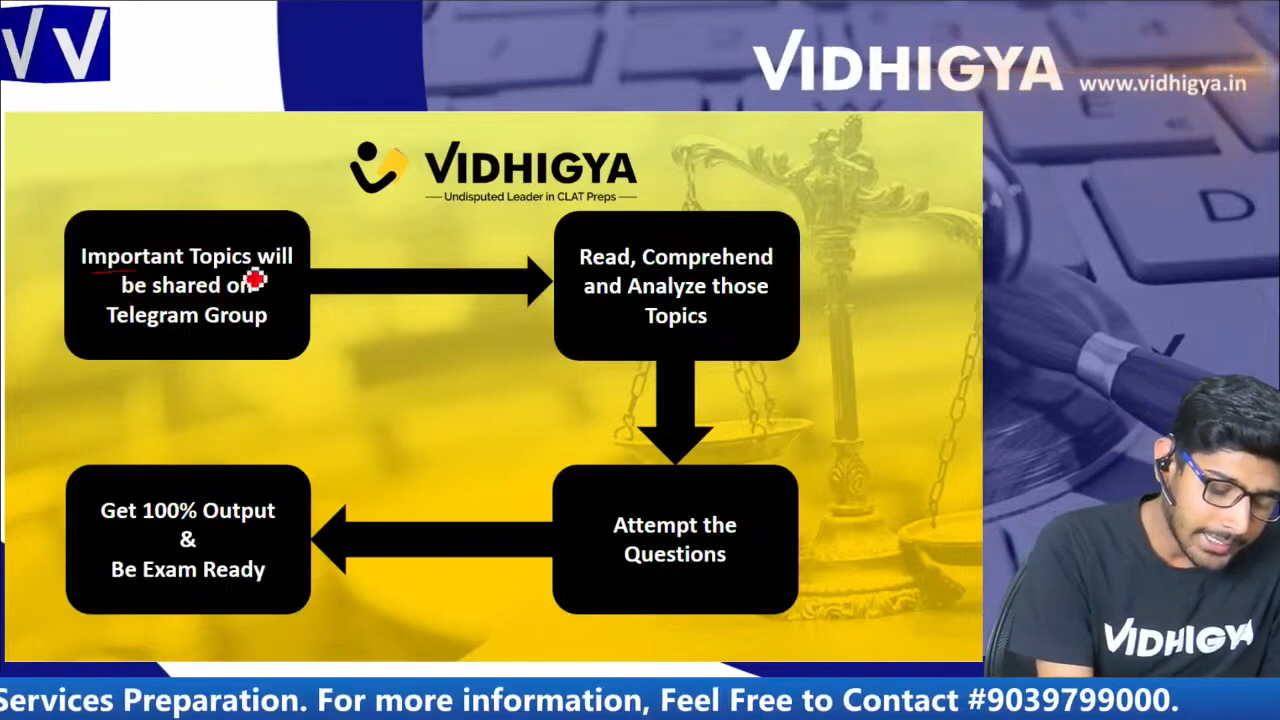 VV
VIDHIGYA
www.vidhigya.in
VIDHIGYA
Undisputed Leader in CLAT Preps
Important Topics will
be shared on
Telegram Group
Read, Comprehend
and Analyze those
Topics
Get 100% Output
&
Be Exam Ready
Attempt the
Questions
D
VIDHIGYA
Services Preparation. For more information, Feel Free to Contact #9039799000.